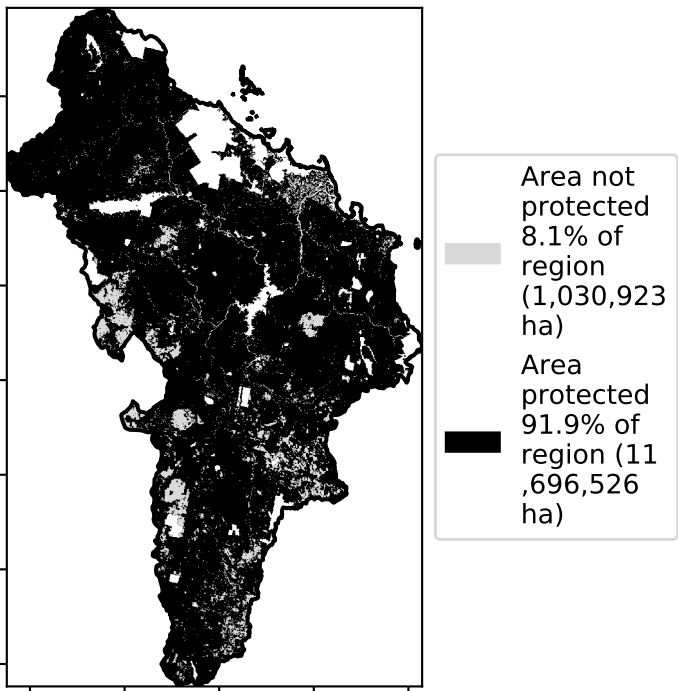 Area not
protected
8.1% of
region
(1,030,923
ha)
Area
protected
91.9% of
region (11
,696,526
ha)